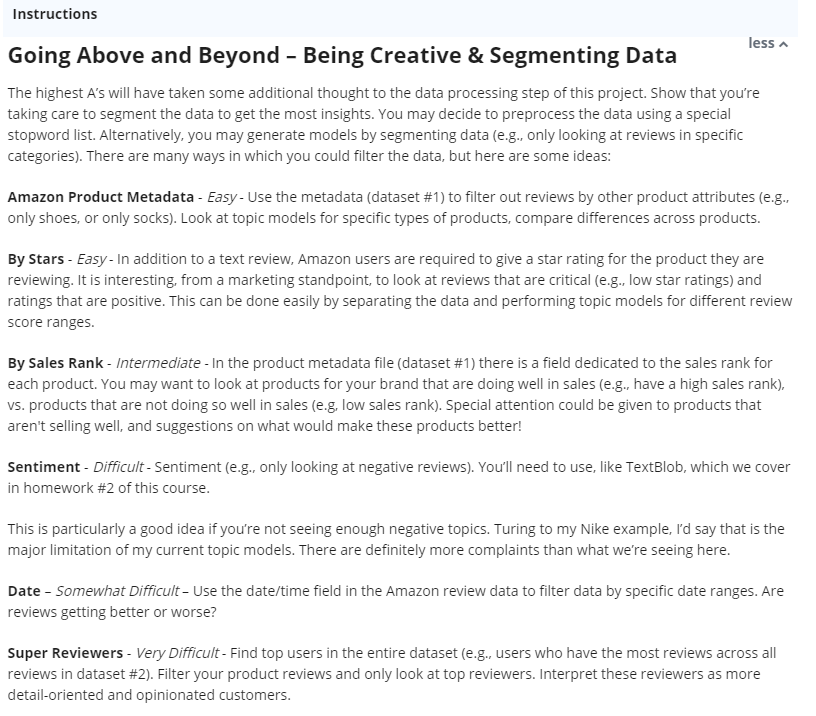 Instructions
less
Going Above and Beyond – Being Creative & Segmenting Data
The highest A's will have taken some additional thought to the data processing step of this project. Show that you're
taking care to segment the data to get the most insights. You may decide to preprocess the data using a special
stopword list. Alternatively, you may generate models by segmenting data (e.g., only looking at reviews in specific
categories). There are many ways in which you could filter the data, but here are some ideas:
Amazon Product Metadata - Easy - Use the metadata (dataset #1) to filter out reviews by other product attributes (e.g.,
only shoes, or only socks). Look at topic models for specific types of products, compare differences across products.
By Stars - Easy - In addition to a text review, Amazon users are required to give a star rating for the product they are
reviewing. It is interesting, from a marketing standpoint, to look at reviews that are critical (e.g., low star ratings) and
ratings that are positive. This can be done easily by separating the data and performing topic models for different review
score ranges.
By Sales Rank - Intermediate - In the product metadata file (dataset #1) there is a field dedicated to the sales rank for
each product. You may want to look at products for your brand that are doing well in sales (e.g., have a high sales rank),
vs. products that are not doing so well in sales (e.g, low sales rank). Special attention could be given to products that
aren't selling well, and suggestions on what would make these products better!
Sentiment - Difficult - Sentiment (e.g., only looking at negative reviews). You'll need to use, like TextBlob, which we cover
in homework #2 of this course.
This is particularly a good idea if you're not seeing enough negative topics. Turing to my Nike example, I'd say that is the
major limitation of my current topic models. There are definitely more complaints than what we're seeing here.
Date – Somewhat Difficult – Use the date/time field in the Amazon review data to filter data by specific date ranges. Are
reviews getting better or worse?
Super Reviewers - Very Difficult - Find top users in the entire dataset (e.g., users who have the most reviews across all
reviews in dataset #2). Filter your product reviews and only look at top reviewers. Interpret these reviewers as more
detail-oriented and opinionated customers.